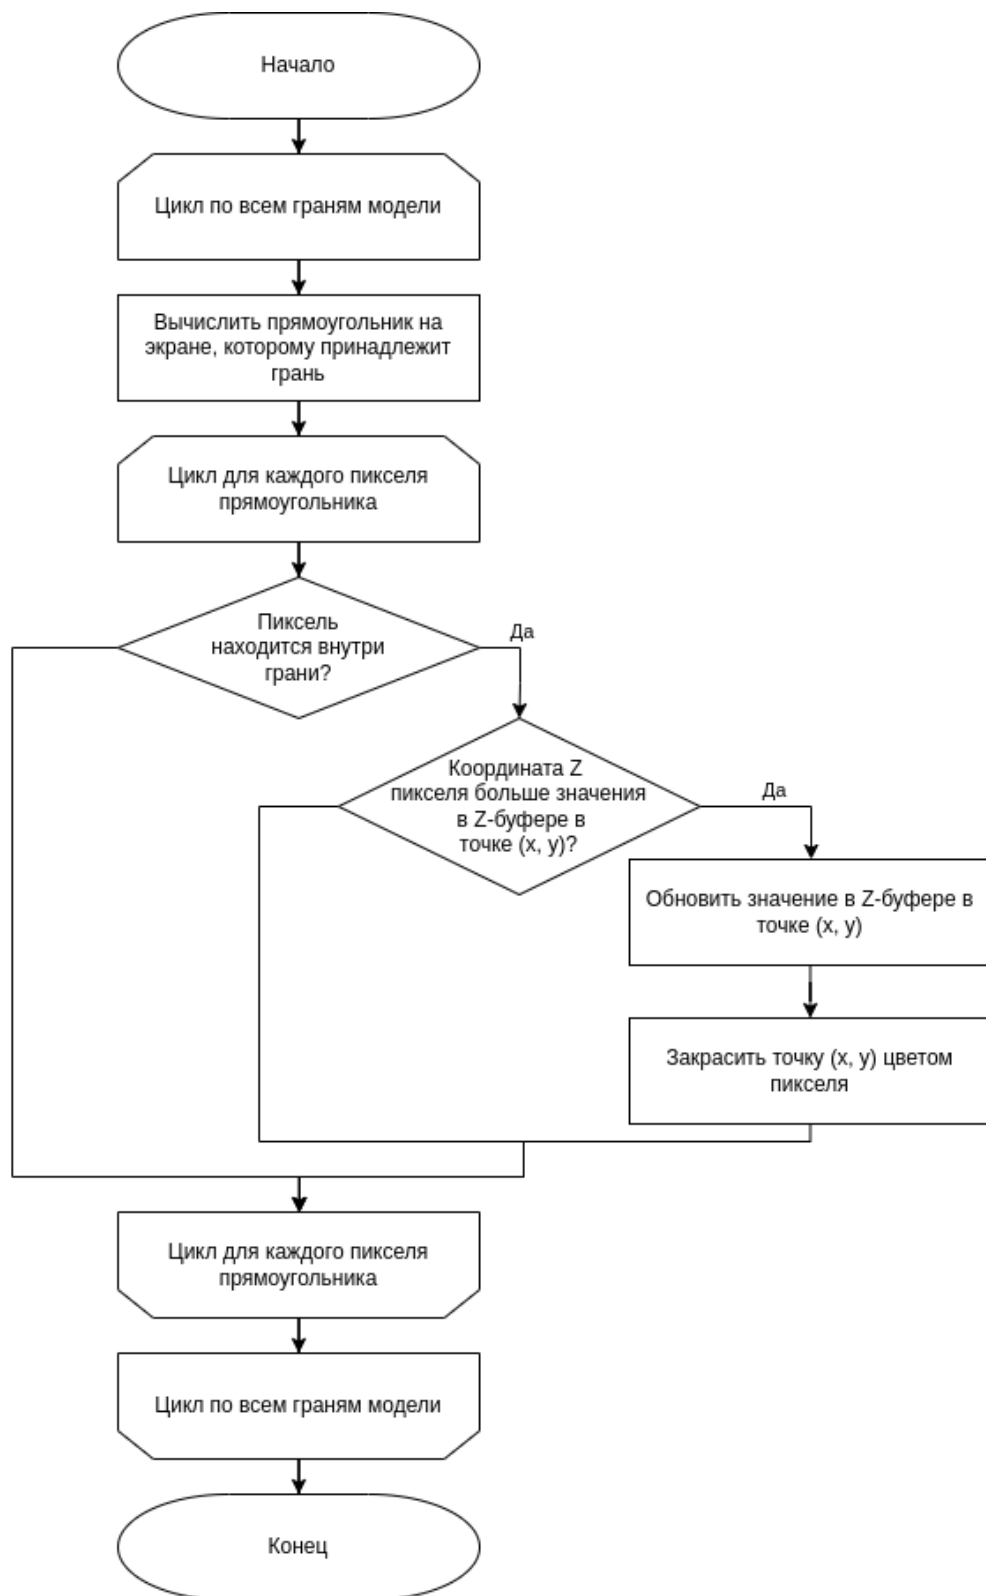 Начало
Цикл по всем граням модели
Вычислить прямоугольник на
экране, которому принадлежит
грань
Цикл для каждого пикселя
прямоугольника
Пиксель
находится внутри
грани?
Да
Координата Z
пикселя больше значения
в Z-буфере в
точке (x, y)?
Да
Обновить значение в Z-буфере в
точке (x, y)
Закрасить точку (x, y) цветом
пикселя
Цикл для каждого пикселя
прямоугольника
Цикл по всем граням модели
Конец